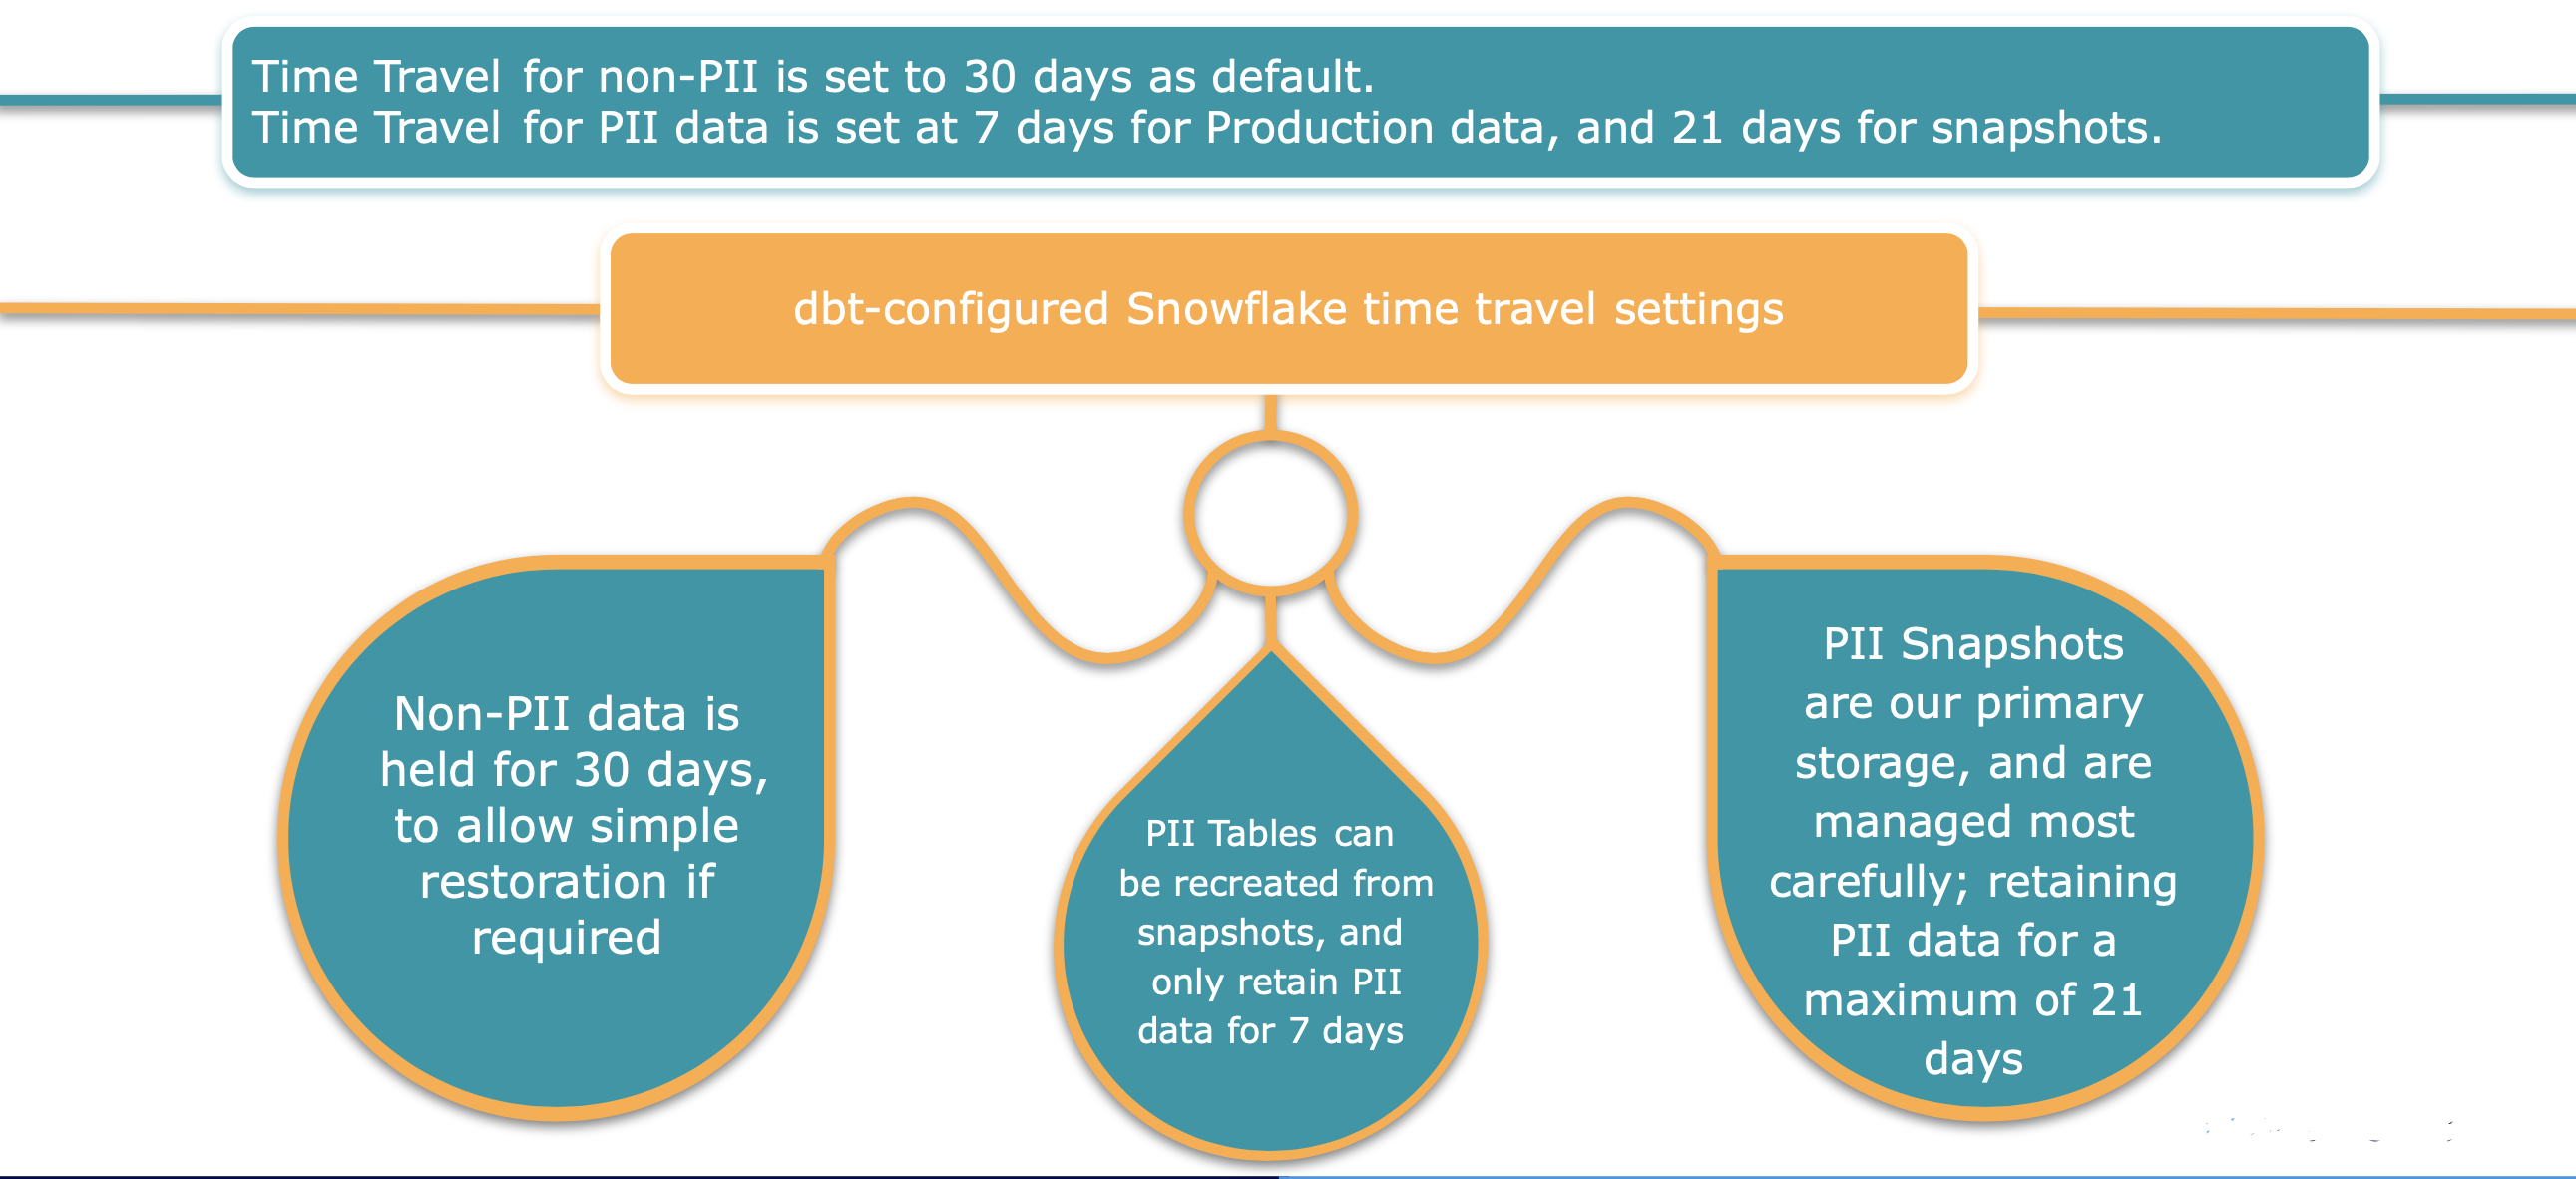 Time Travel for non-PII is set to 30 days as default.
Time Travel for PII data is set at 7 days for Production data, and 21 days for snapshots.
dbt-configured Snowflake time travel settings
Non-PII data is
held for 30 days,
to allow simple
restoration if
required
PII Tables can
be recreated from
snapshots, and
only retain PII
data for 7 days
PII Snapshots
are our primary
storage, and are
managed most
carefully; retaining
PII data for a
maximum of 21
days